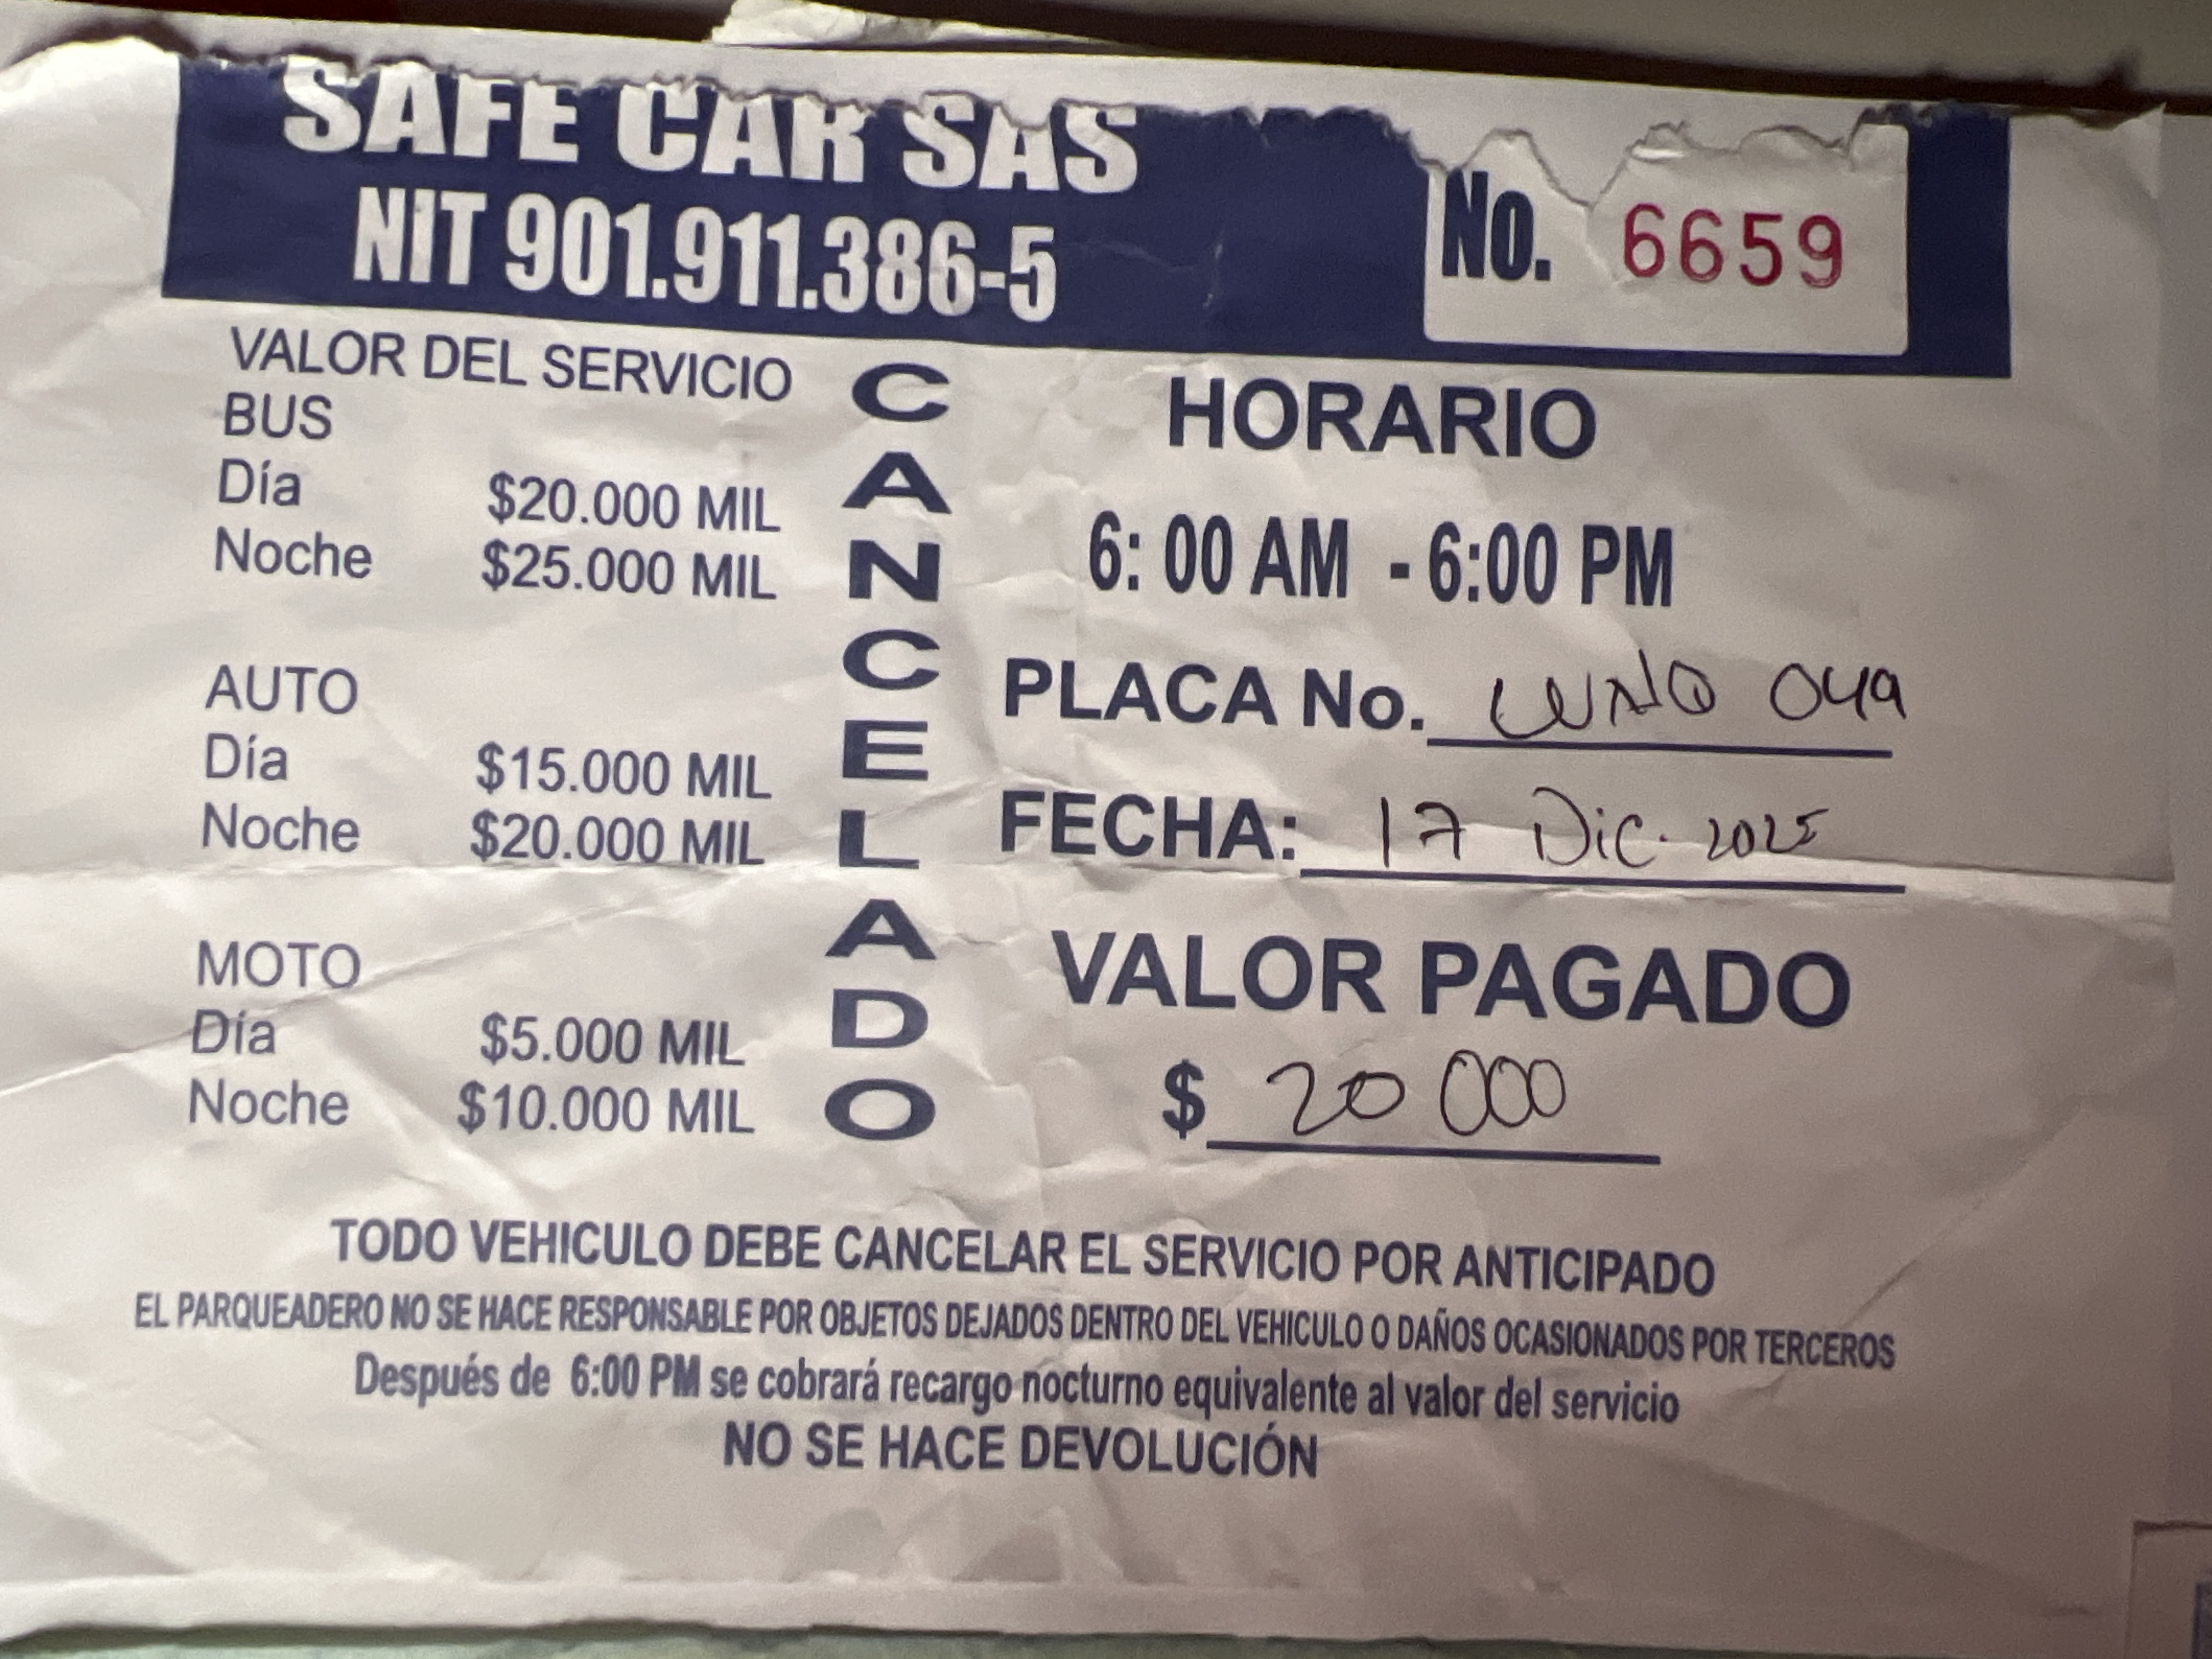 SAFE CAR SAS
NIT 901.911.386-5
No. 6659
VALOR DEL SERVICIO
BUS
Día $20.000 MIL
Noche $25.000 MIL
AUTO
Día $15.000 MIL
Noche $20.000 MIL
MOTO
Día $5.000 MIL
Noche $10.000 MIL
CANCELADO
HORARIO
6: 00 AM - 6:00 PM
PLACA No.
FECHA: 17 Dic. 2025
VALOR PAGADO
$ 20 000
TODO VEHICULO DEBE CANCELAR EL SERVICIO POR ANTICIPADO
EL PARQUEADERO NO SE HACE RESPONSABLE POR OBJETOS DEJADOS DENTRO DEL VEHICULO O DAÑOS OCASIONADOS POR TERCEROS
Después de 6:00 PM se cobrará recargo nocturno equivalente al valor del servicio
NO SE HACE DEVOLUCIÓN